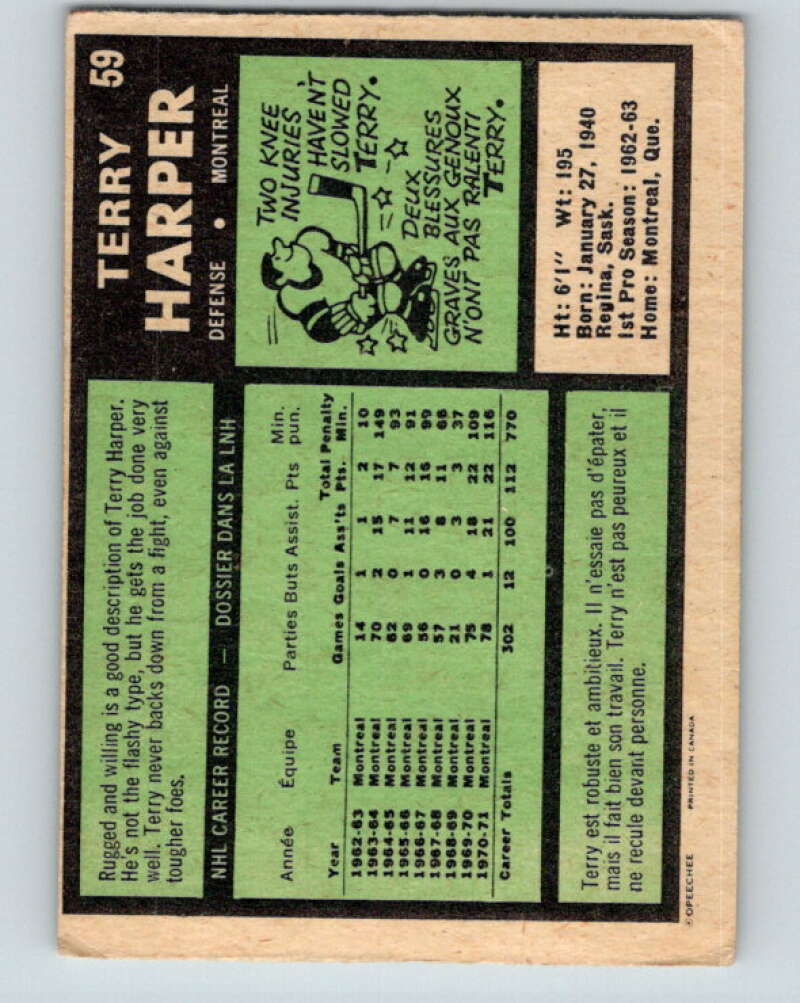 59
TERRY
HARPER
DEFENSE • MONTREAL
TWO KNEE
INJURIES
HAVEN'T
SLOWED
TERRY.
DEUX
BLESSURES
GRAVES AUX GENOUX
N'ONT PAS RALENTI
TERRY.
Ht: 6'1" Wt: 195
Born: January 27, 1940
Regina, Sask.
1st Pro Season: 1962-63
Home: Montreal, Que.
Rugged and willing is a good description of Terry Harper.
He's not the flashy type, but he gets the job done very
well. Terry never backs down from a fight, even against
tougher foes.
NHL CAREER RECORD — DOSSIER DANS LA LNH
Année Équipe Parties Buts Assist. Pts Min. pun.
Year Team Games Goals Ass'ts Total Pts. Penalty Min.
1962-63 Montreal 14 1 1 2 10
1963-64 Montreal 70 2 15 17 149
1964-65 Montreal 62 0 7 7 93
1965-66 Montreal 69 1 11 12 91
1966-67 Montreal 56 0 16 16 99
1967-68 Montreal 57 3 8 11 66
1968-69 Montreal 21 0 3 3 37
1969-70 Montreal 75 4 18 22 109
1970-71 Montreal 78 1 21 22 116
Career Totals 502 12 100 112 770
Terry est robuste et ambitieux. Il n'essaie pas d'épater,
mais il fait bien son travail. Terry n'est pas peureux et il
ne recule devant personne.
©OPEECHEE PRINTED IN CANADA